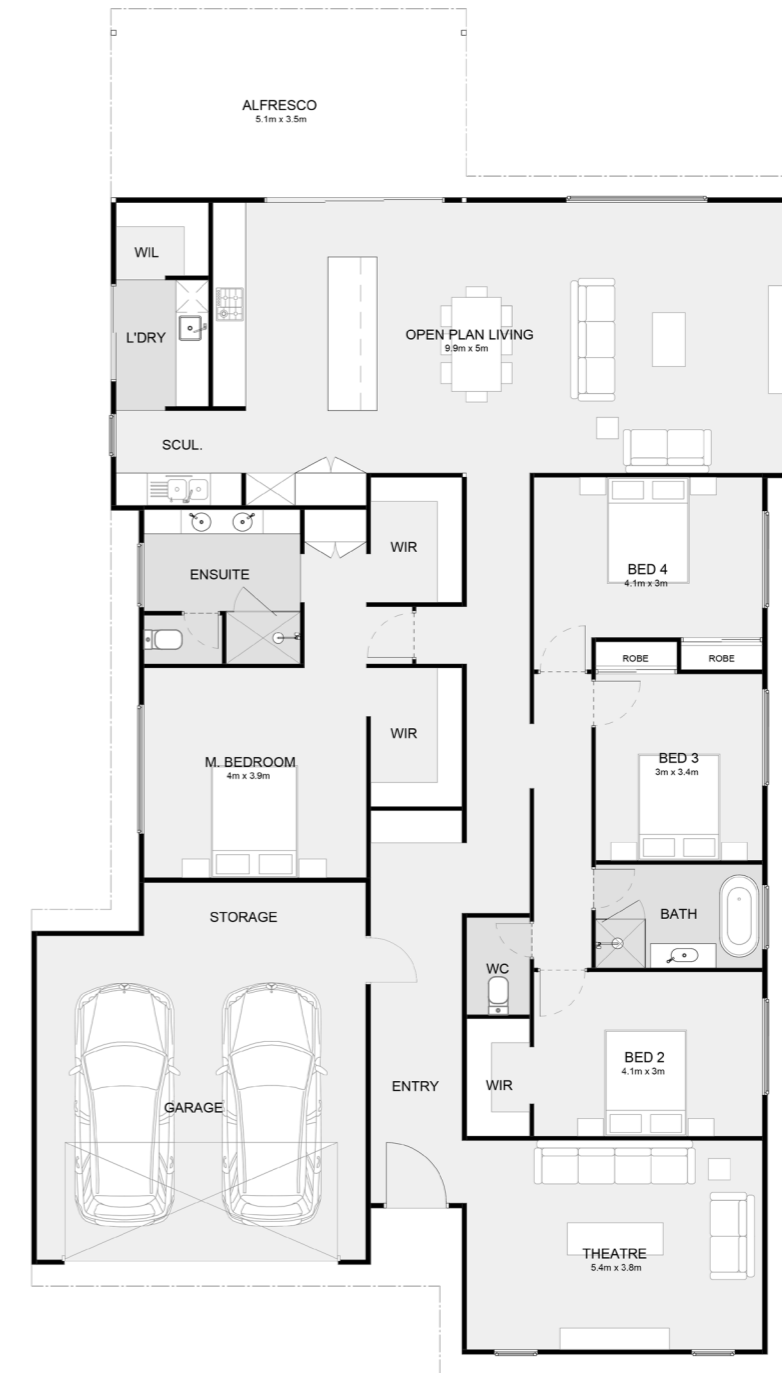 ALFRESCO
5.1m x 3.5m
WIL
L'DRY
OPEN PLAN LIVING
9.9m x 5m
SCUL.
WIR
ENSUITE
BED 4
4.1m x 3m
ROBE
ROBE
WIR
M. BEDROOM
4m x 3.9m
BED 3
3m x 3.4m
STORAGE
BATH
WC
BED 2
4.1m x 3m
WIR
ENTRY
GARAGE
THEATRE
5.4m x 3.8m